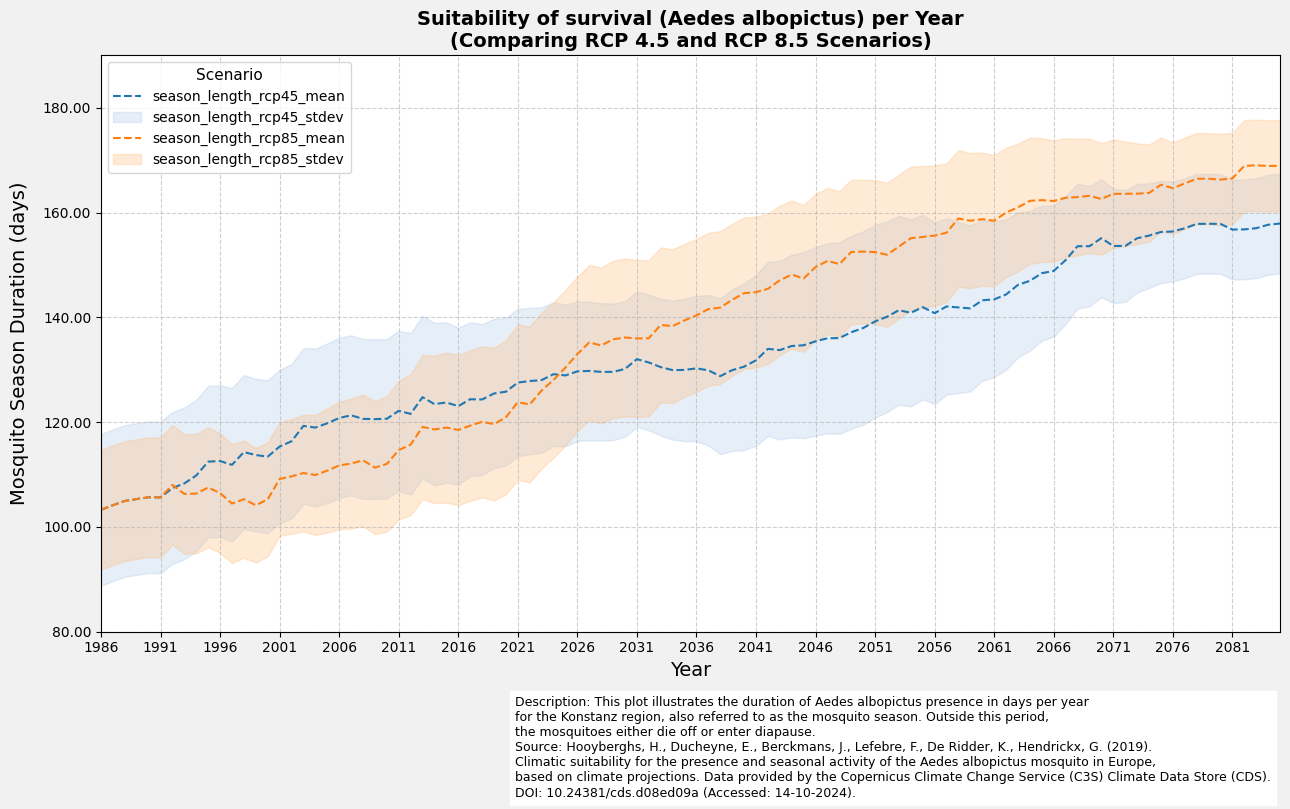 Suitability of survival (Aedes albopictus) per Year
(Comparing RCP 4.5 and RCP 8.5 Scenarios)
Scenario
season_length_rcp45_mean
season_length_rcp45_stdev
season_length_rcp85_mean
season_length_rcp85_stdev
Mosquito Season Duration (days)
180.00
160.00
140.00
120.00
100.00
80.00
1986 1991 1996 2001 2006 2011 2016 2021 2026 2031 2036 2041 2046 2051 2056 2061 2066 2071 2076 2081
Year
Description: This plot illustrates the duration of Aedes albopictus presence in days per year
for the Konstanz region, also referred to as the mosquito season. Outside this period,
the mosquitoes either die off or enter diapause.
Source: Hooyberghs, H., Ducheyne, E., Berckmans, J., Lefebre, F., De Ridder, K., Hendrickx, G. (2019).
Climatic suitability for the presence and seasonal activity of the Aedes albopictus mosquito in Europe,
based on climate projections. Data provided by the Copernicus Climate Change Service (C3S) Climate Data Store (CDS).
DOI: 10.24381/cds.d08ed09a (Accessed: 14-10-2024).